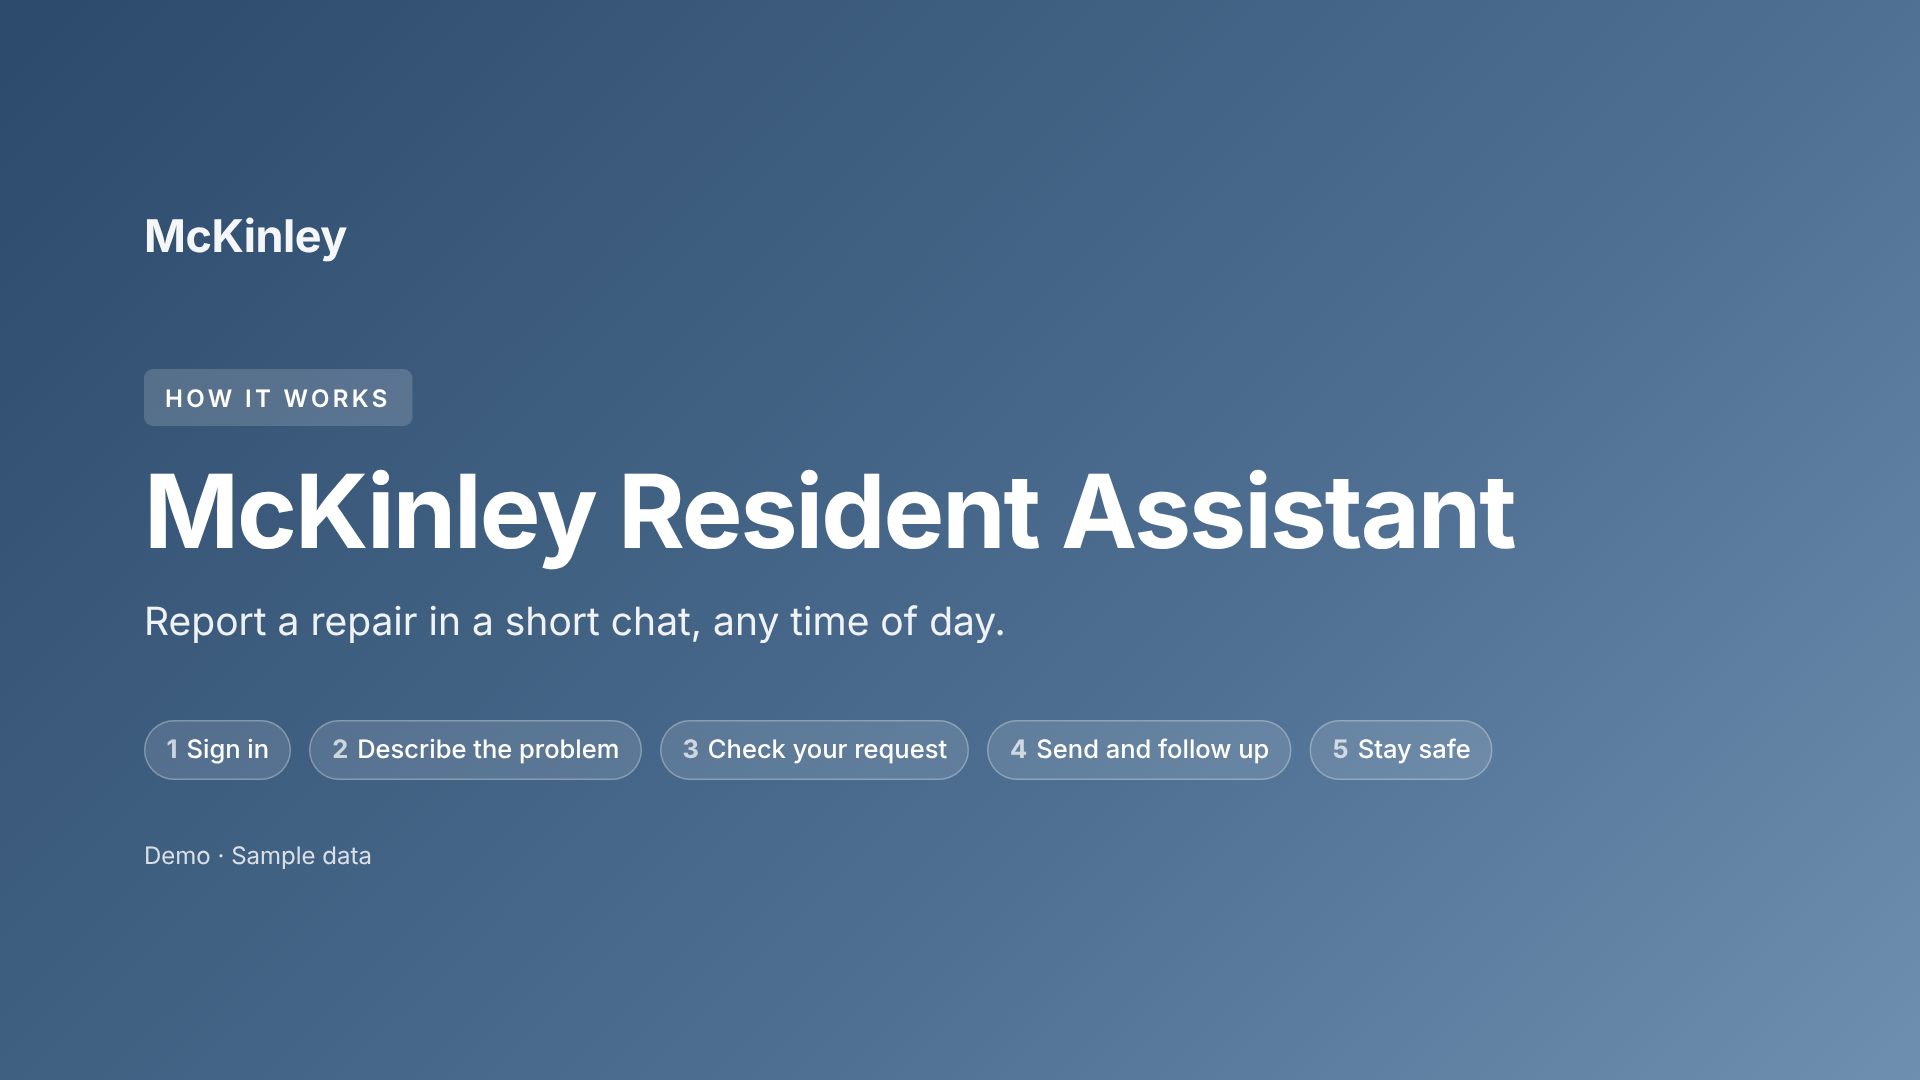 McKinley
HOW IT WORKS
McKinley Resident Assistant
Report a repair in a short chat, any time of day.
1 Sign in 2 Describe the problem 3 Check your request 4 Send and follow up 5 Stay safe
Demo · Sample data